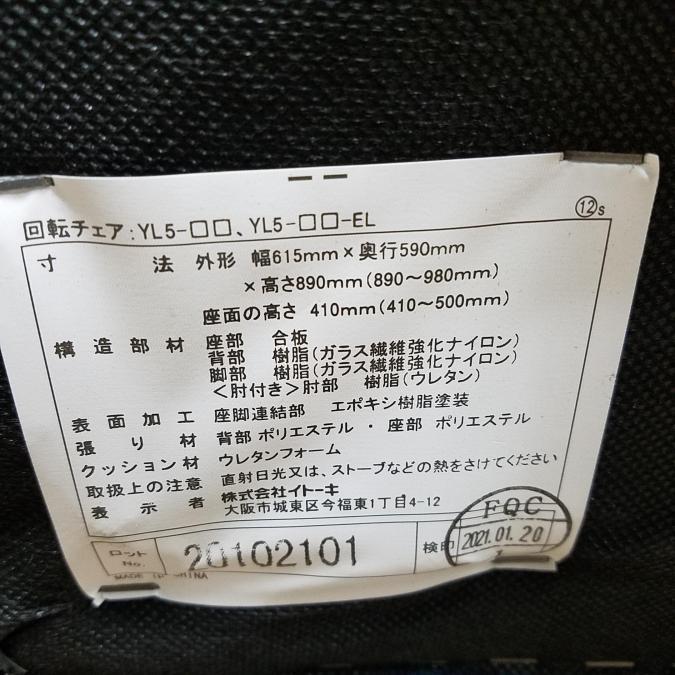 ⑫s
回転チェア:YL5-□□、YL5-□□-EL
寸法 外形 幅615mm×奥行590mm
×高さ890mm(890～980mm)
座面の高さ 410mm(410～500mm)
構造部材 座部 合板
背部 樹脂(ガラス繊維強化ナイロン)
脚部 樹脂(ガラス繊維強化ナイロン)
<肘付き>肘部 樹脂(ウレタン)
表面加工 座脚連結部 エポキシ樹脂塗装
張り材 背部 ポリエステル・座部 ポリエステル
クッション材 ウレタンフォーム
取扱上の注意 直射日光又は、ストーブなどの熱をさけてください
表示者 株式会社イトーキ
大阪市城東区今福東1丁目4-12
ロットNo. 20102101
検印 FQC 2021.01.20
MADE IN CHINA